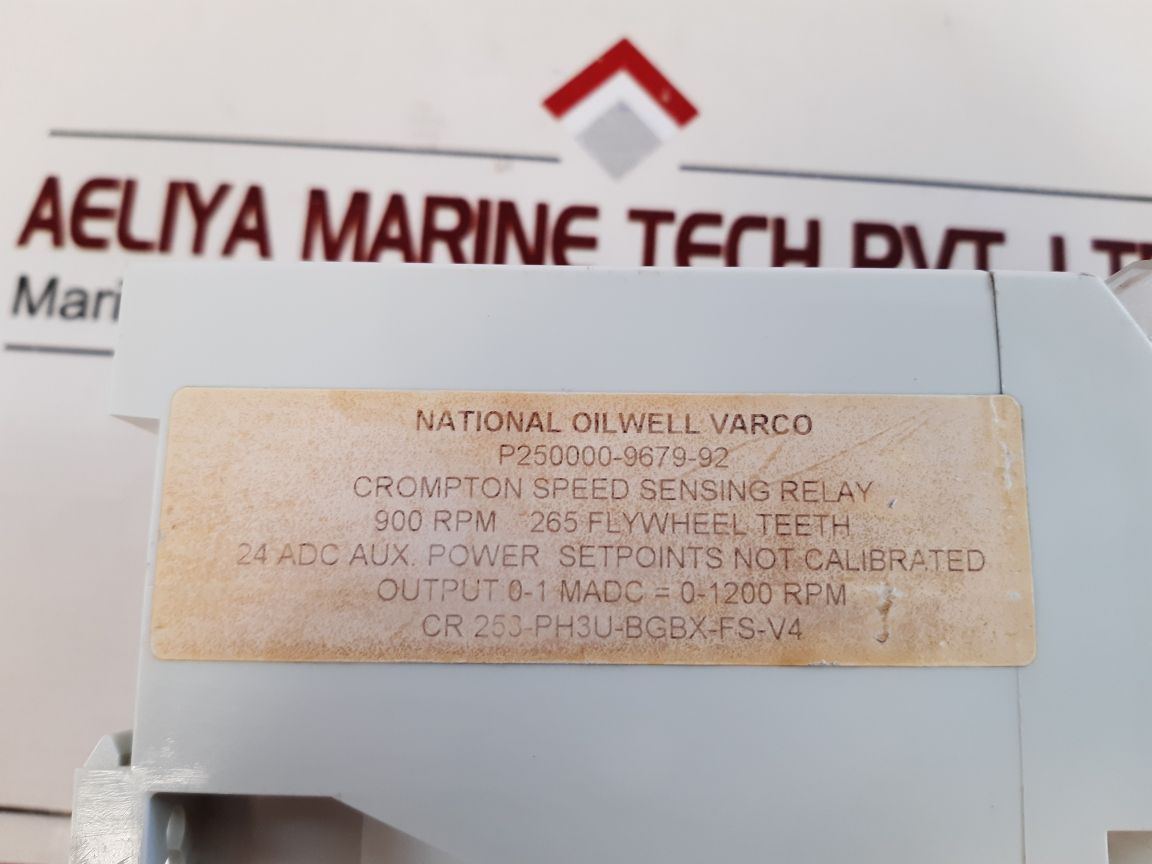 AELIYA MARINE TECH PVT. LT
Mari
NATIONAL OILWELL VARCO
P250000-9679-92
CROMPTON SPEED SENSING RELAY
900 RPM 265 FLYWHEEL TEETH
24 ADC AUX. POWER SETPOINTS NOT CALIBRATED
OUTPUT 0-1 MADC = 0-1200 RPM
CR 253-PH3U-BGBX-FS-V4